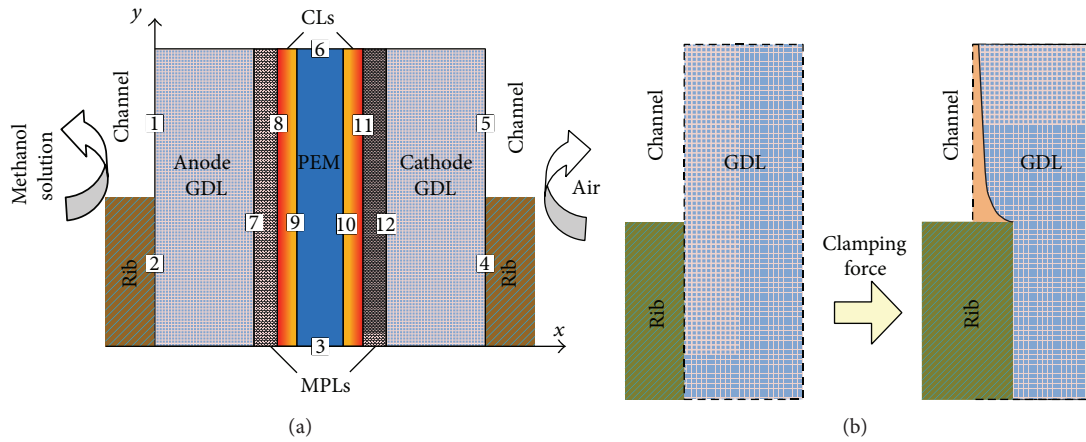 y
CLs
6
Channel
1
8
11
5
Channel
Methanol
solution
Anode
GDL
PEM
Cathode
GDL
Air
7
9
10
12
2
Rib
4
Rib
3
x
MPLs
(a)
Channel
GDL
Rib
Clamping
force
Channel
GDL
Rib
(b)